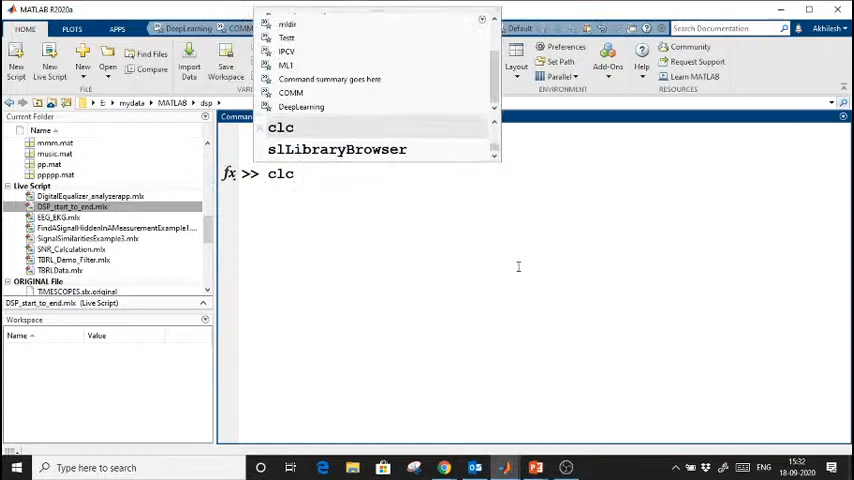 MATLAB R2020a
HOME PLOTS APPS DeepLearning COMM Default Search Documentation Akhilesh
New Script
New Live Script
New
Open
Find Files
Compare
Import Data
Save Workspace
Layout
Preferences
Set Path
Parallel
Add-Ons
Help
Community
Request Support
Learn MATLAB
FILE
ENVIRONMENT
RESOURCES
mldir
Testt
IPCV
ML1
Command summary goes here
COMM
DeepLearning
clc
slLibraryBrowser
E: mydata MATLAB dsp
Current Folder
Name
mmm.mat
music.mat
pp.mat
ppppp.mat
Live Script
DigitalEqualizer_analyzerapp.mlx
DSP_start_to_end.mlx
EEG_EKG.mlx
FindASignalHiddenInAMeasurementExample1....
SignalSimilaritiesExample3.mlx
SNR_Calculation.mlx
TBRL_Demo_Filter.mlx
TBRLData.mlx
ORIGINAL File
TIMESCOPES.slx.original
DSP_start_to_end.mlx (Live Script)
Workspace
Name Value
Comman
fx >> clc
Type here to search
ENG
15:32
18-09-2020